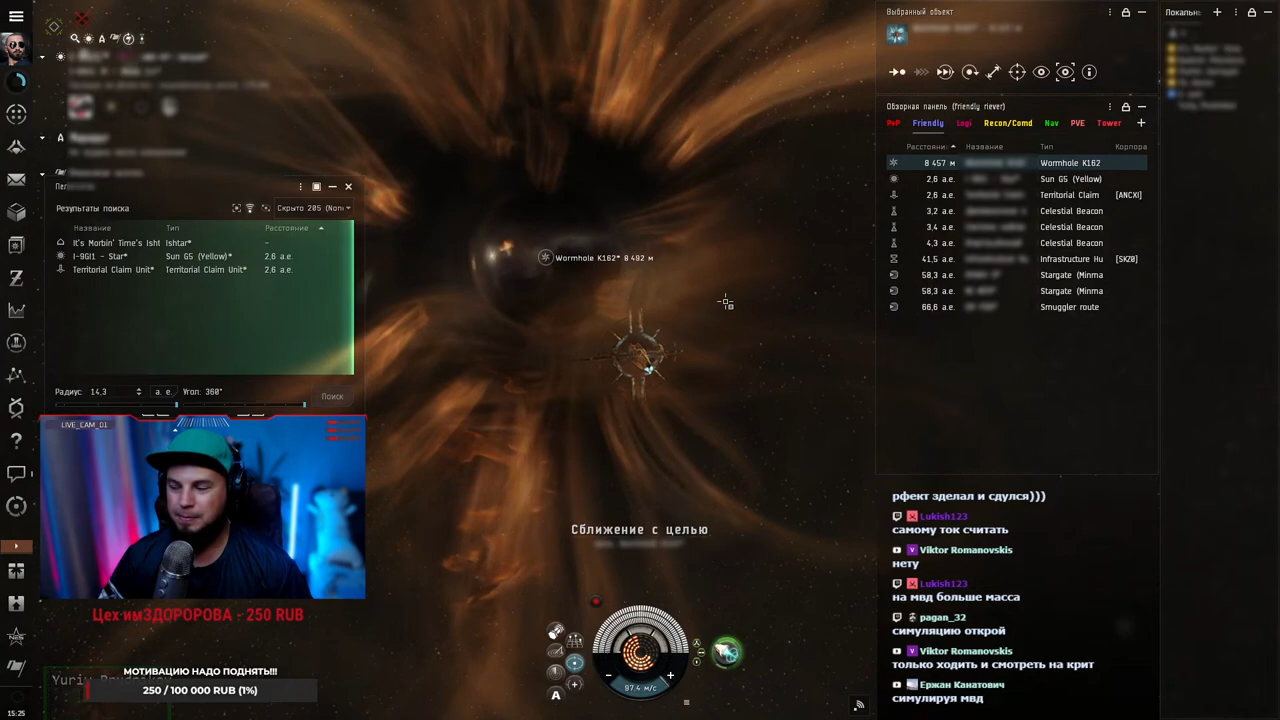 Результаты поиска
Скрыто 205 (Non
Название Тип Расстояние
It's Morbin' Time's Isht Ishtar* -
I-9GI1 - Star* Sun G5 (Yellow)* 2,6 а.е.
Territorial Claim Unit* Territorial Claim Unit* 2,6 а.е.
Радиус: 14,3 а. е. Угол: 360°
Поиск
LIVE_CAM_01
Цех имЗДОРОРОВА - 250 RUB
МОТИВАЦИЮ НАДО ПОДНЯТЬ!!!
250 / 100 000 RUB (1%)
15:25
Wormhole K162* 8 492 м
Сближение с целью
97.4 м/с
Выбранный объект
Обзорная панель (friendly riever)
PvP Friendly Logi Recon/Comd Nav PVE Tower
Расстояни Название Тип Корпора
8 457 м Wormhole K162
2,6 а.е. Sun G5 (Yellow)
2,6 а.е. Territorial Claim [ANCXI]
3,2 а.е. Celestial Beacon
3,4 а.е. Celestial Beacon
4,3 а.е. Celestial Beacon
41,5 а.е. Infrastructure Hu [SKZ0]
58,3 а.е. Stargate (Minma
58,3 а.е. Stargate (Minma
66,6 а.е. Smuggler route
Локальн
рфект зделал и сдулся)))
Lukish123
самому ток считать
Viktor Romanovskis
нету
Lukish123
на мвд больше масса
pagan_32
симуляцию открой
Viktor Romanovskis
только ходить и смотреть на крит
Ержан Канатович
симулируя мвд